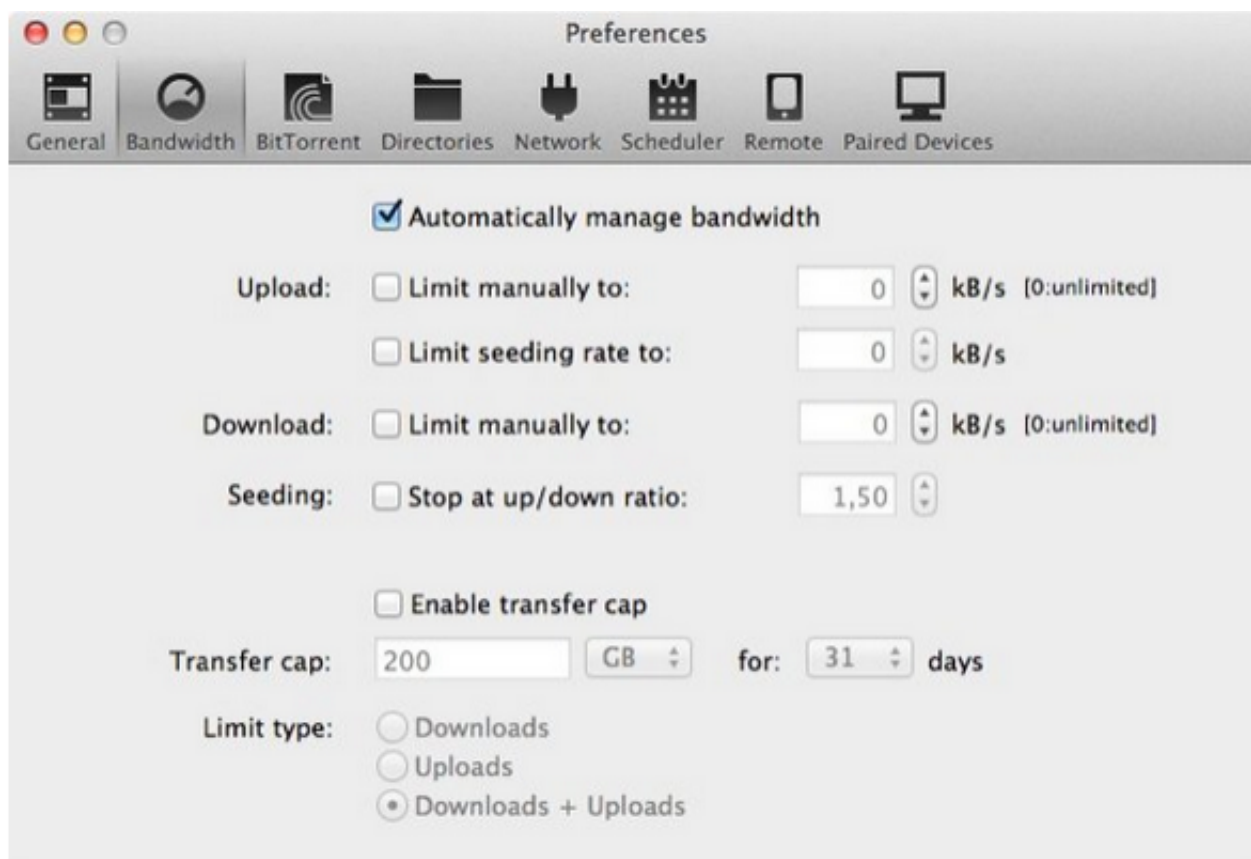 Preferences
General Bandwidth BitTorrent Directories Network Scheduler Remote Paired Devices
Automatically manage bandwidth
Upload: Limit manually to: 0 kB/s [0:unlimited]
Limit seeding rate to: 0 kB/s
Download: Limit manually to: 0 kB/s [0:unlimited]
Seeding: Stop at up/down ratio: 1,50
Enable transfer cap
Transfer cap: 200 GB for: 31 days
Limit type: Downloads
Uploads
Downloads + Uploads